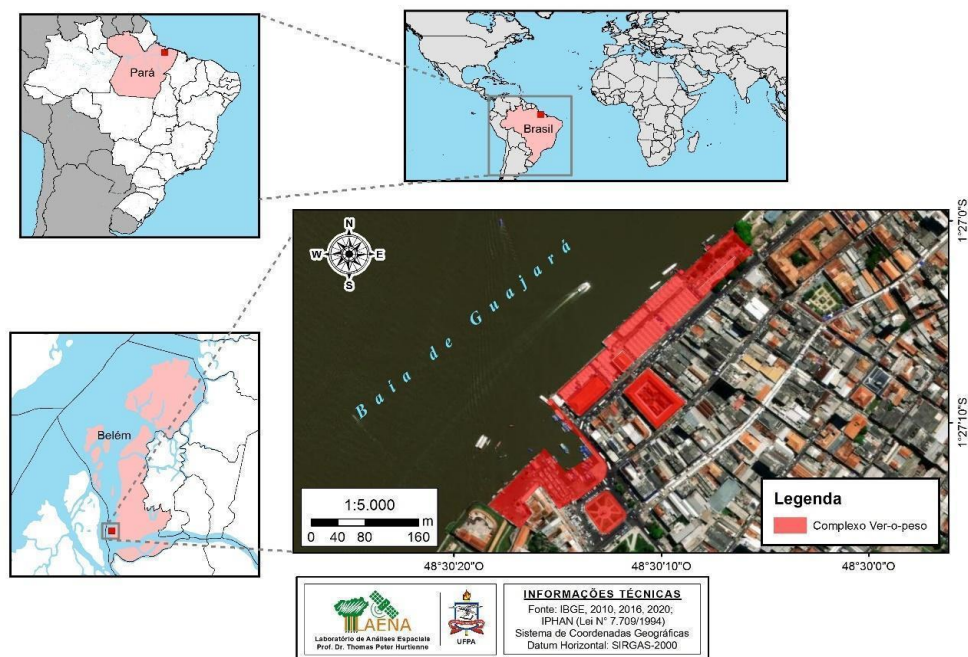 Pará
Brasil
Belém
N
W
E
S
Baía de Guajará
1°27'0"S
1°27'10"S
1:5.000
0 40 80 160 m
Legenda
Complexo Ver-o-peso
48°30'20"O
48°30'10"O
48°30'0"O
LAENA
Laboratório de Análises Espaciais
Prof. Dr. Thomas Peter Hurtienne
UFPA
INFORMAÇÕES TÉCNICAS
Fonte: IBGE, 2010, 2016, 2020;
IPHAN (Lei N° 7.709/1994)
Sistema de Coordenadas Geográficas
Datum Horizontal: SIRGAS-2000